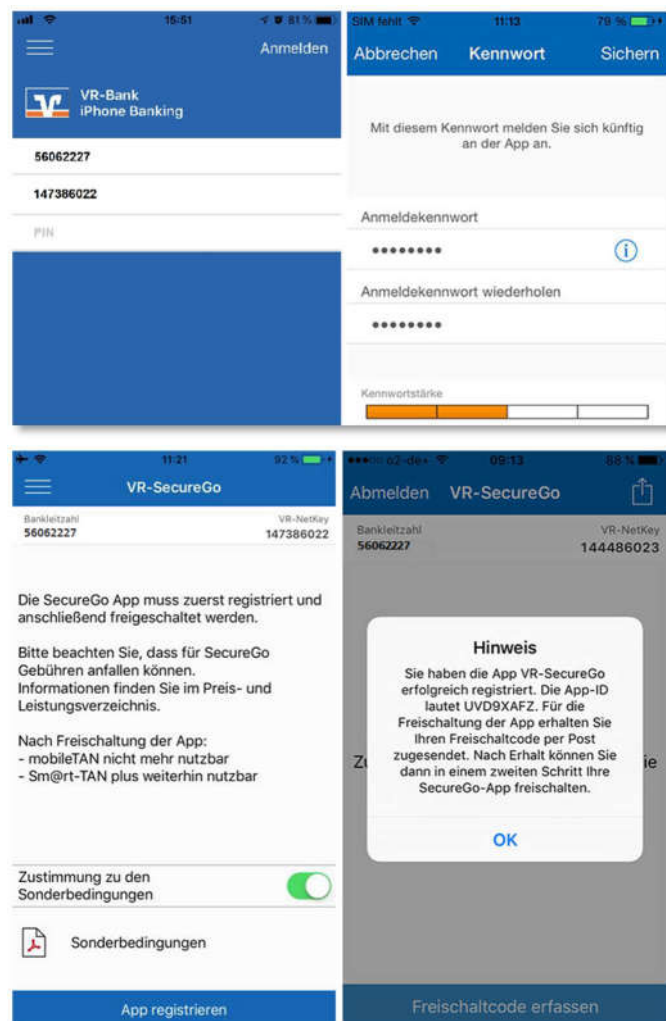 15:51
81 %
Anmelden
VR-Bank
iPhone Banking
56062227
147386022
PIN
SIM fehlt
11:13
79 %
Abbrechen
Kennwort
Sichern
Mit diesem Kennwort melden Sie sich künftig
an der App an.
Anmeldekennwort
••••••••
Anmeldekennwort wiederholen
••••••••
Kennwortstärke
11:21
92 %
VR-SecureGo
Bankleitzahl
VR-NetKey
56062227
147386022
Die SecureGo App muss zuerst registriert und
anschließend freigeschaltet werden.
Bitte beachten Sie, dass für SecureGo
Gebühren anfallen können.
Informationen finden Sie im Preis- und
Leistungsverzeichnis.
Nach Freischaltung der App:
- mobileTAN nicht mehr nutzbar
- Sm@rt-TAN plus weiterhin nutzbar
Zustimmung zu den
Sonderbedingungen
Sonderbedingungen
App registrieren
o2-de+
09:13
88 %
Abmelden
VR-SecureGo
Bankleitzahl
VR-NetKey
56062227
144486023
Hinweis
Sie haben die App VR-SecureGo
erfolgreich registriert. Die App-ID
lautet UVD9XAFZ. Für die
Freischaltung der App erhalten Sie
Ihren Freischaltcode per Post
zugesendet. Nach Erhalt können Sie
dann in einem zweiten Schritt Ihre
SecureGo-App freischalten.
OK
Freischaltcode erfassen